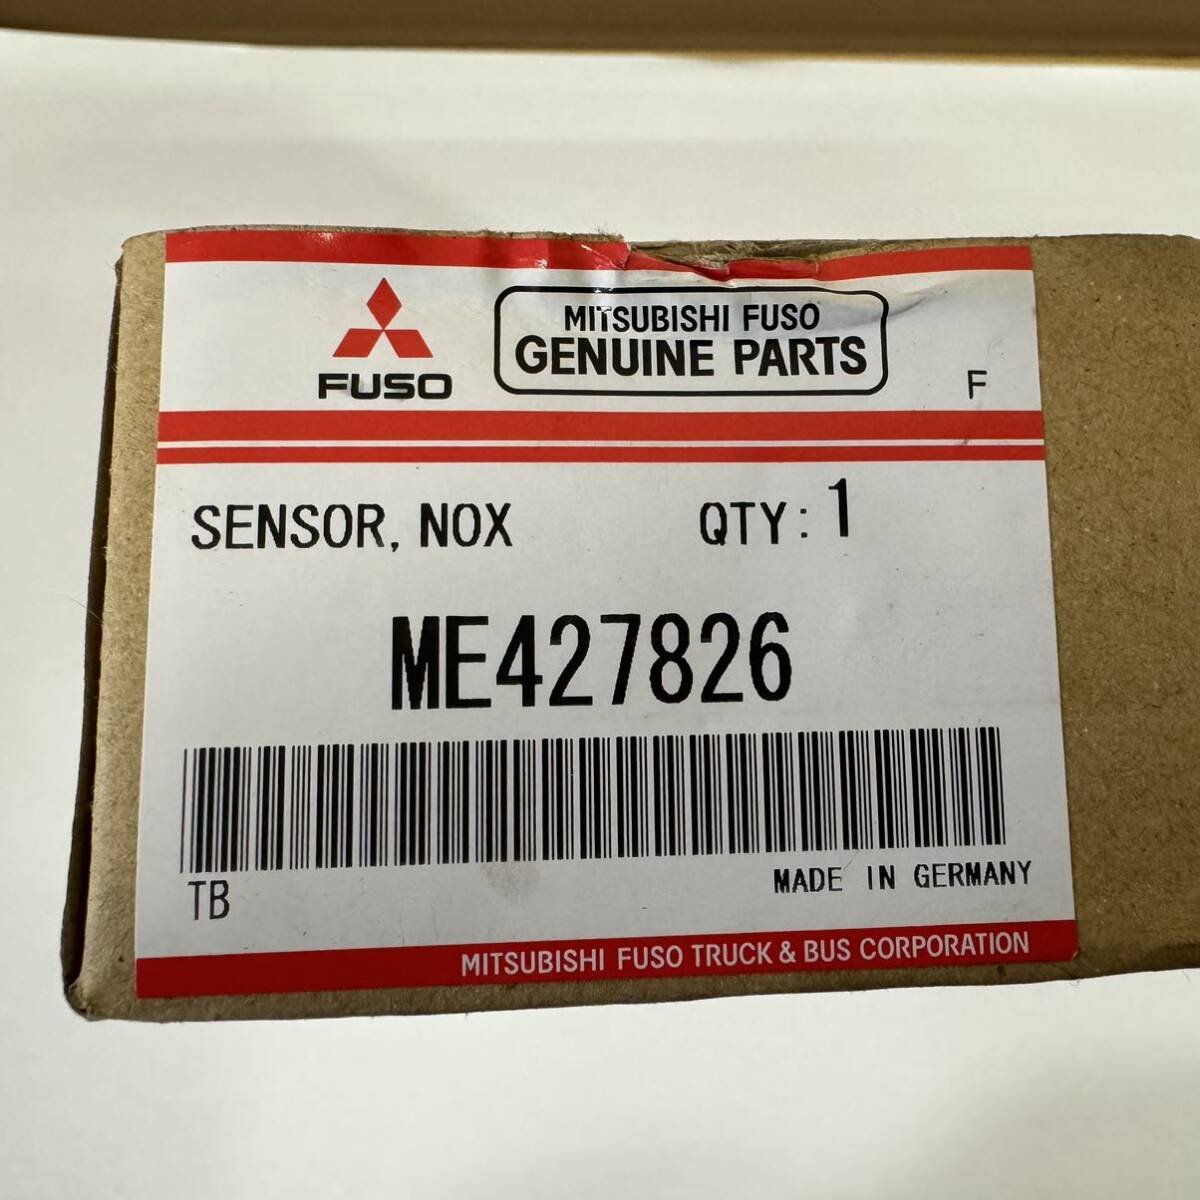 MITSUBISHI FUSO
GENUINE PARTS
FUSO
F
SENSOR, NOX QTY: 1
ME427826
TB
MADE IN GERMANY
MITSUBISHI FUSO TRUCK & BUS CORPORATION